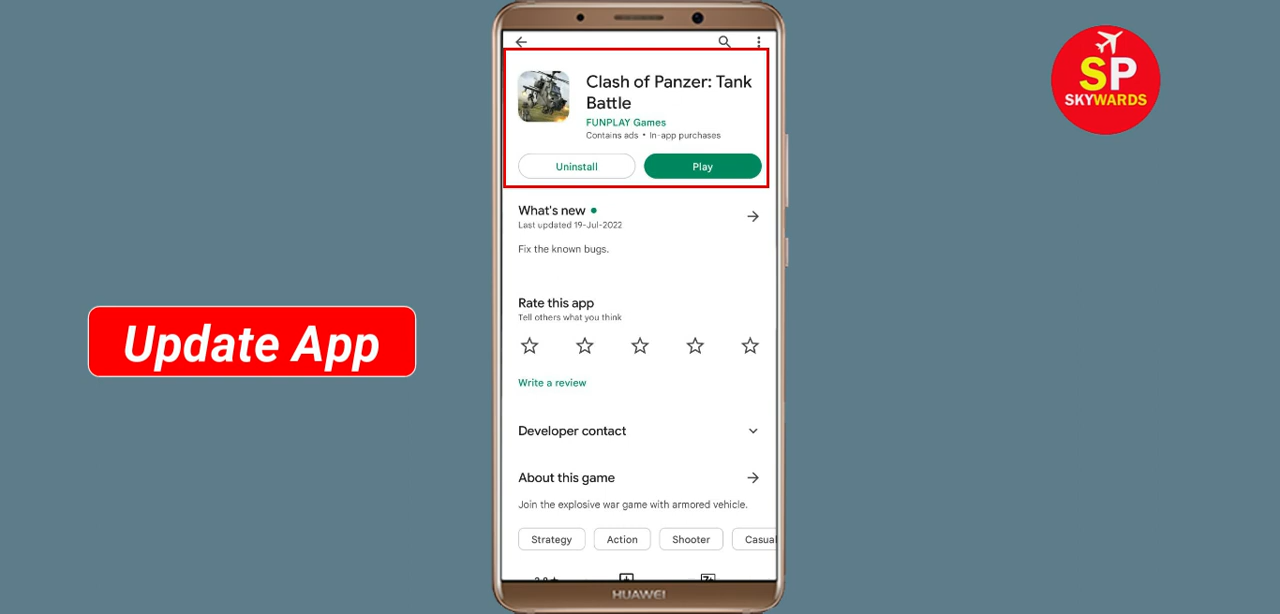 Clash of Panzer: Tank
Battle
FUNPLAY Games
Contains ads • In-app purchases
Uninstall
Play
What's new
Last updated 19-Jul-2022
Fix the known bugs.
Rate this app
Tell others what you think
Write a review
Developer contact
About this game
Join the explosive war game with armored vehicle.
Strategy
Action
Shooter
Casual
HUAWEI
Update App
SP
SKYWARDS